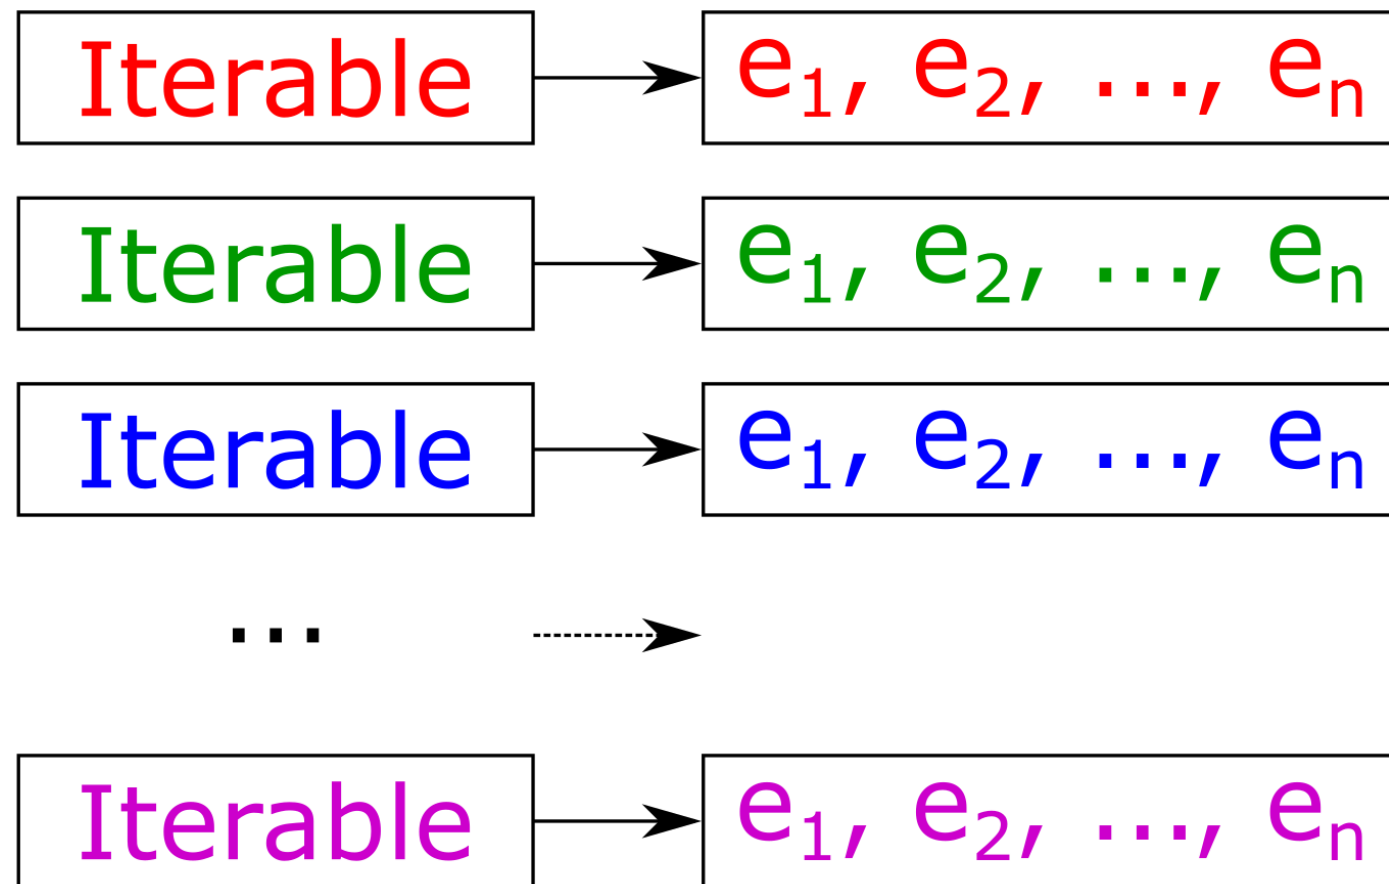 Iterable e₁, e₂, ..., eₙ
Iterable e₁, e₂, ..., eₙ
Iterable e₁, e₂, ..., eₙ
...
Iterable e₁, e₂, ..., eₙ